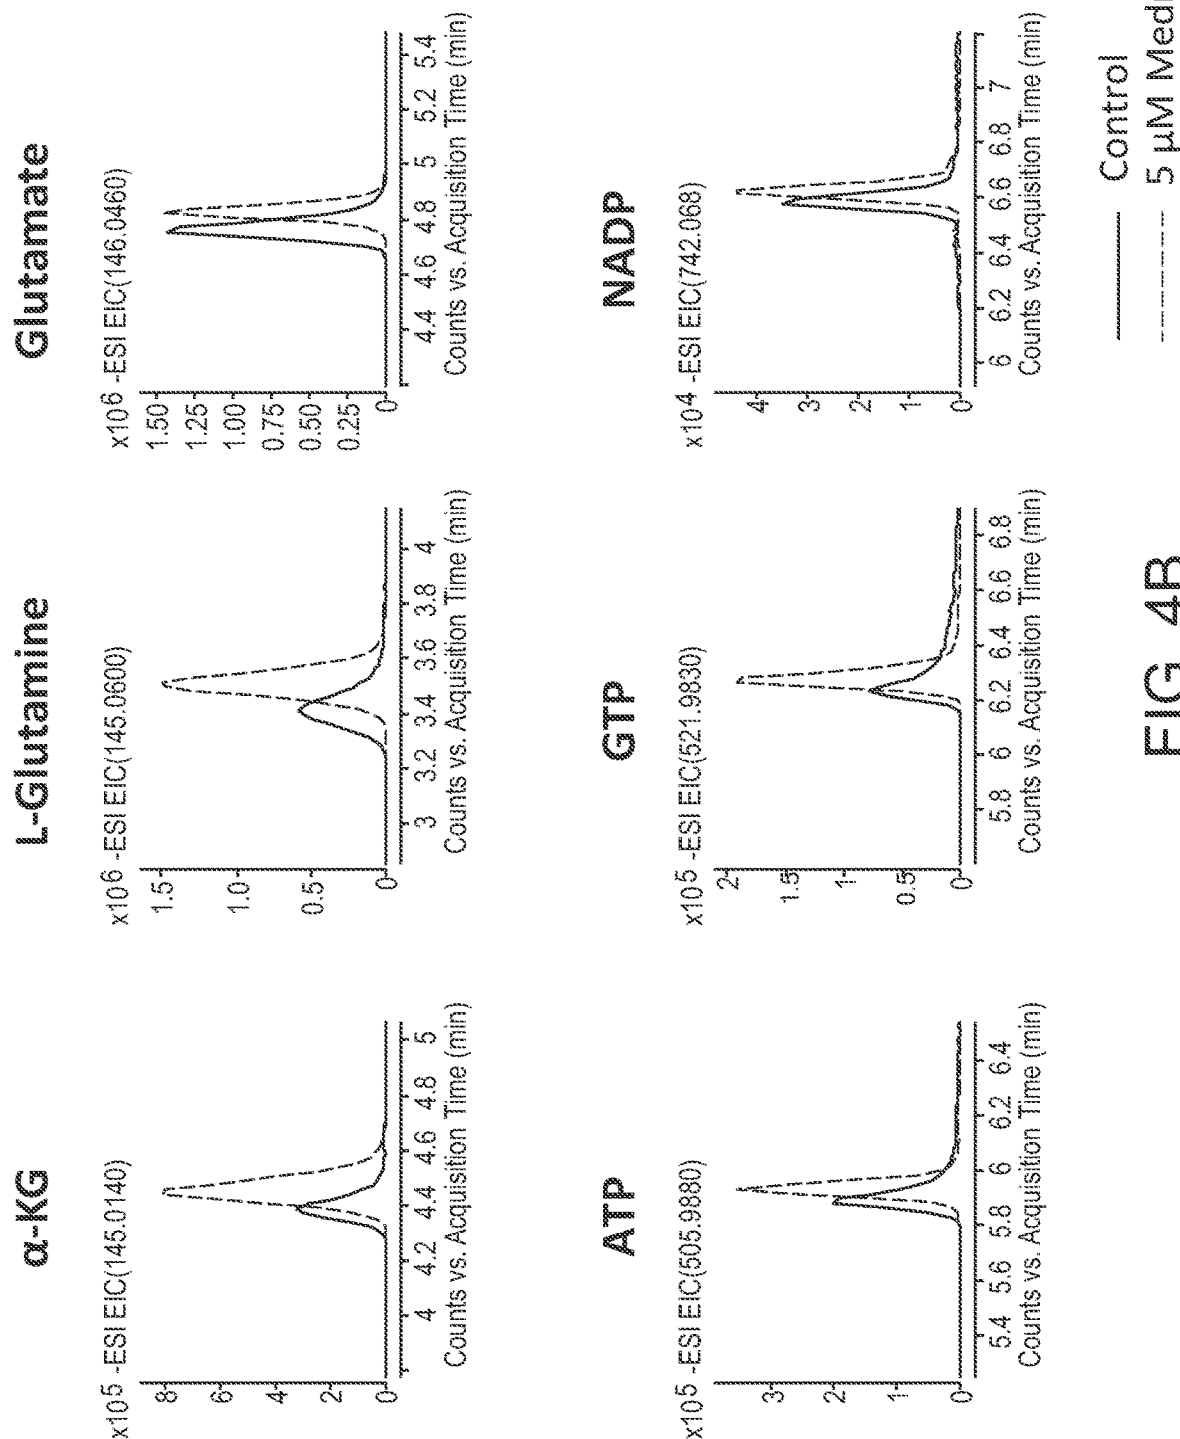 α-KG
x10⁵ -ESI EIC(145.0140)
8
6
4
2
0
4 4.2 4.4 4.6 4.8 5
Counts vs. Acquisition Time (min)
L-Glutamine
x10⁶ -ESI EIC(145.0600)
1.5
1.0
0.5
0
3 3.2 3.4 3.6 3.8 4
Counts vs. Acquisition Time (min)
Glutamate
x10⁶ -ESI EIC(146.0460)
1.50
1.25
1.00
0.75
0.50
0.25
0
4.4 4.6 4.8 5 5.2 5.4
Counts vs. Acquisition Time (min)
ATP
x10⁵ -ESI EIC(505.9880)
3
2
1
0
5.4 5.6 5.8 6 6.2 6.4
Counts vs. Acquisition Time (min)
GTP
x10⁵ -ESI EIC(521.9830)
2
1.5
1
0.5
0
5.8 6 6.2 6.4 6.6 6.8
Counts vs. Acquisition Time (min)
NADP
x10⁴ -ESI EIC(742.068)
4
3
2
1
0
6 6.2 6.4 6.6 6.8 7
Counts vs. Acquisition Time (min)
Control
5 µM
FIG 4B